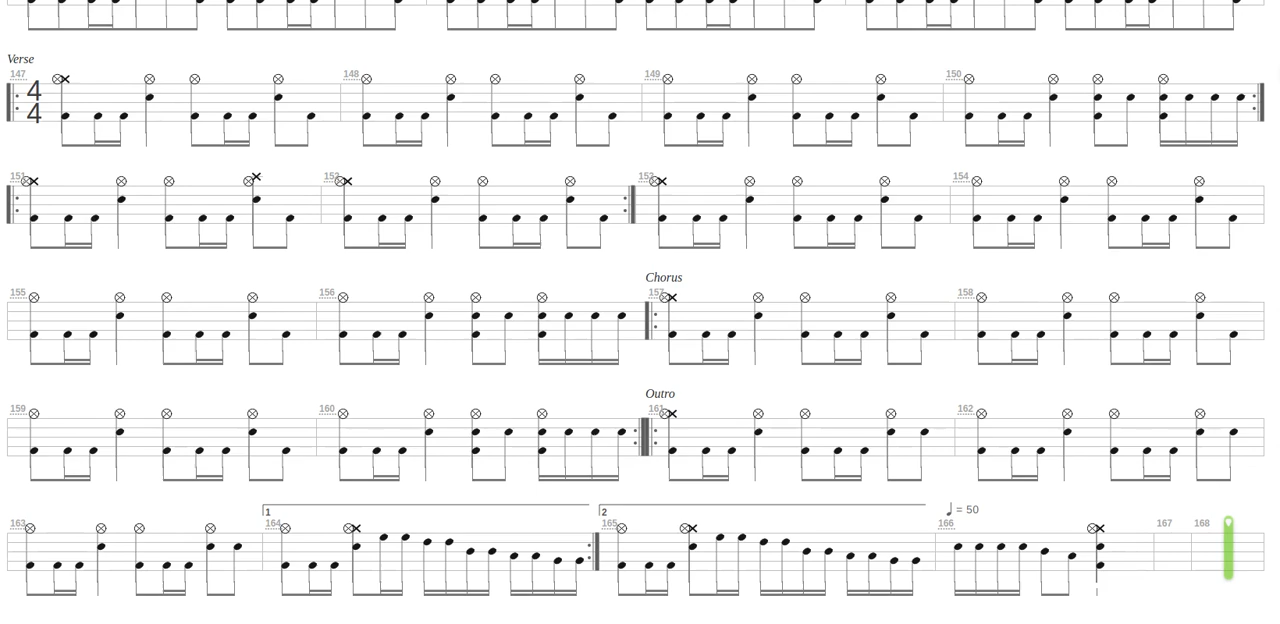 Verse
147 148 149 150
4
4
151 152 153 154
Chorus
155 156 157 158
Outro
159 160 161 162
1 2 ♩ = 50
163 164 165 166 167 168